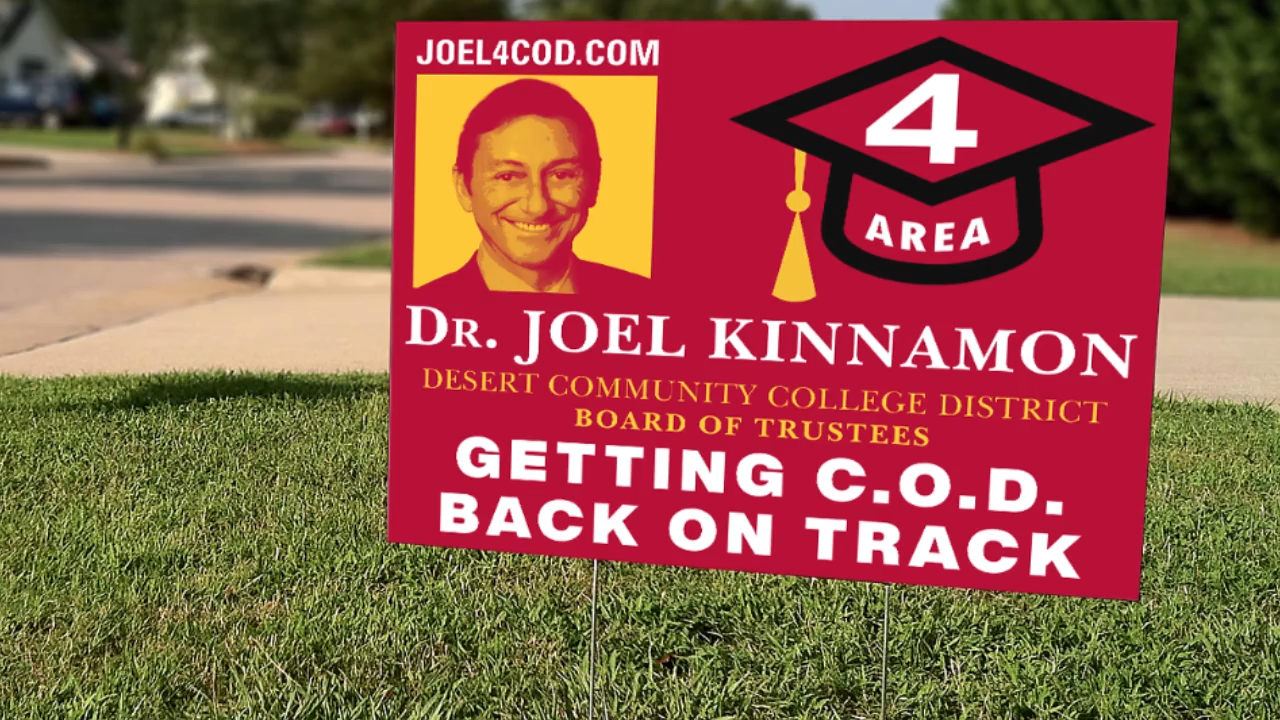 JOEL4COD.COM
4
AREA
DR. JOEL KINNAMON
DESERT COMMUNITY COLLEGE DISTRICT
BOARD OF TRUSTEES
GETTING C.O.D.
BACK ON TRACK